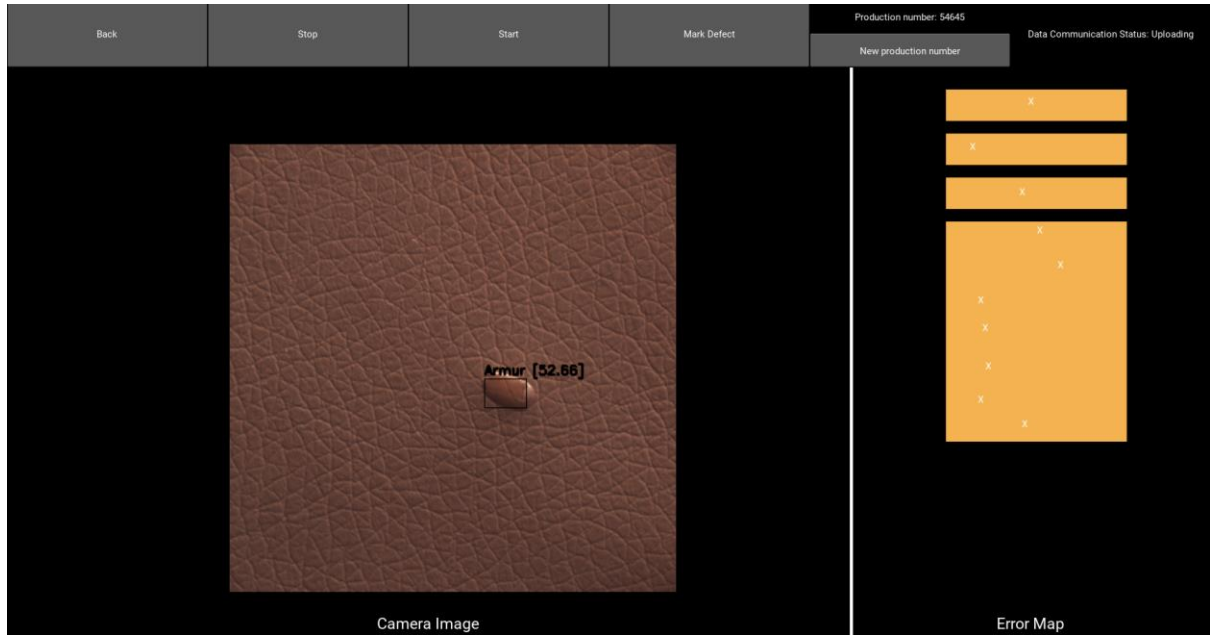 Back
Stop
Start
Mark Defect
Production number: 54645
New production number
Data Communication Status: Uploading
Armur [52.66]
X
X
X
X
X
X
X
X
X
X
Camera Image
Error Map